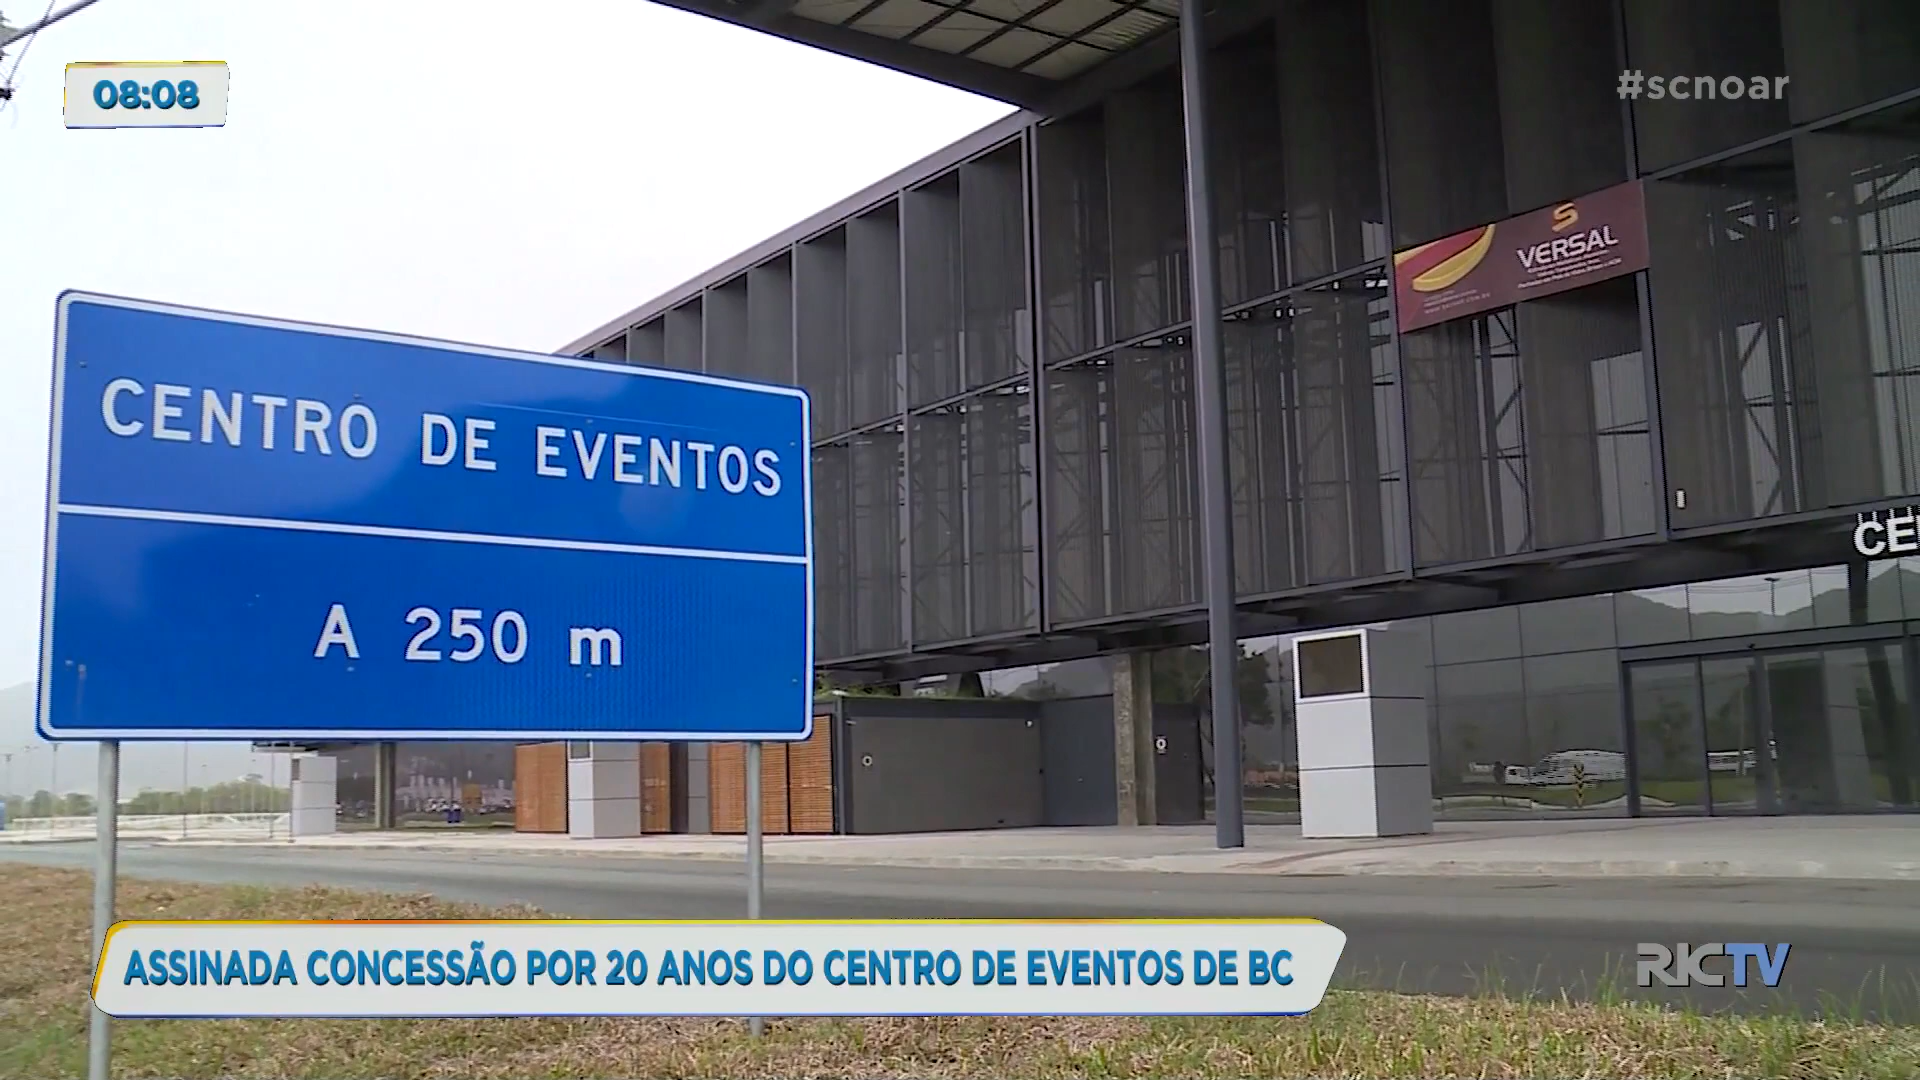 08:08
#scnoar
S
VERSAL
CENTRO DE EVENTOS
A 250 m
CE
ASSINADA CONCESSÃO POR 20 ANOS DO CENTRO DE EVENTOS DE BC
RICTV